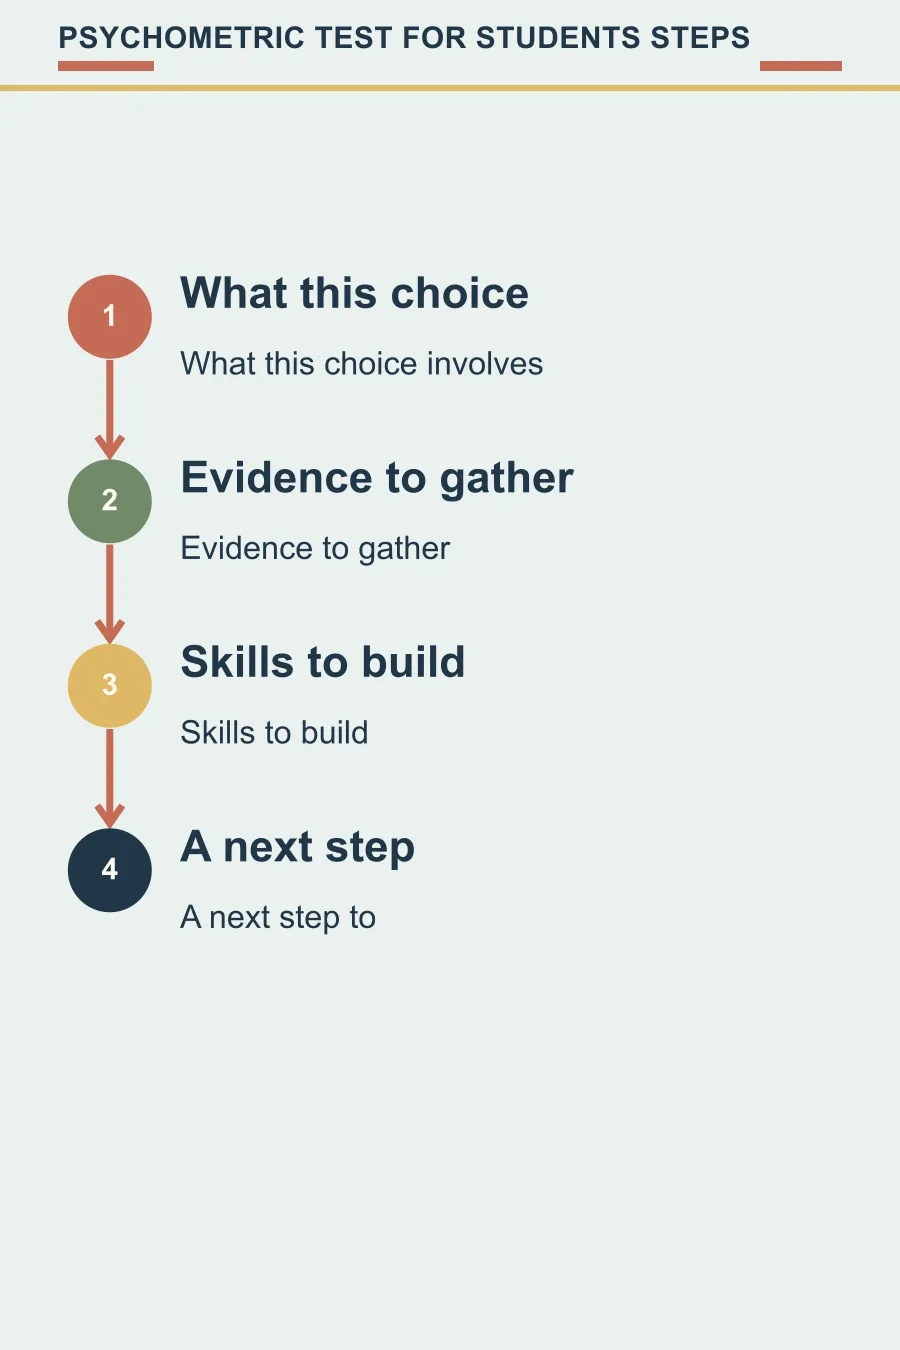 PSYCHOMETRIC TEST FOR STUDENTS STEPS
1
What this choice
What this choice involves
2
Evidence to gather
Evidence to gather
3
Skills to build
Skills to build
4
A next step
A next step to